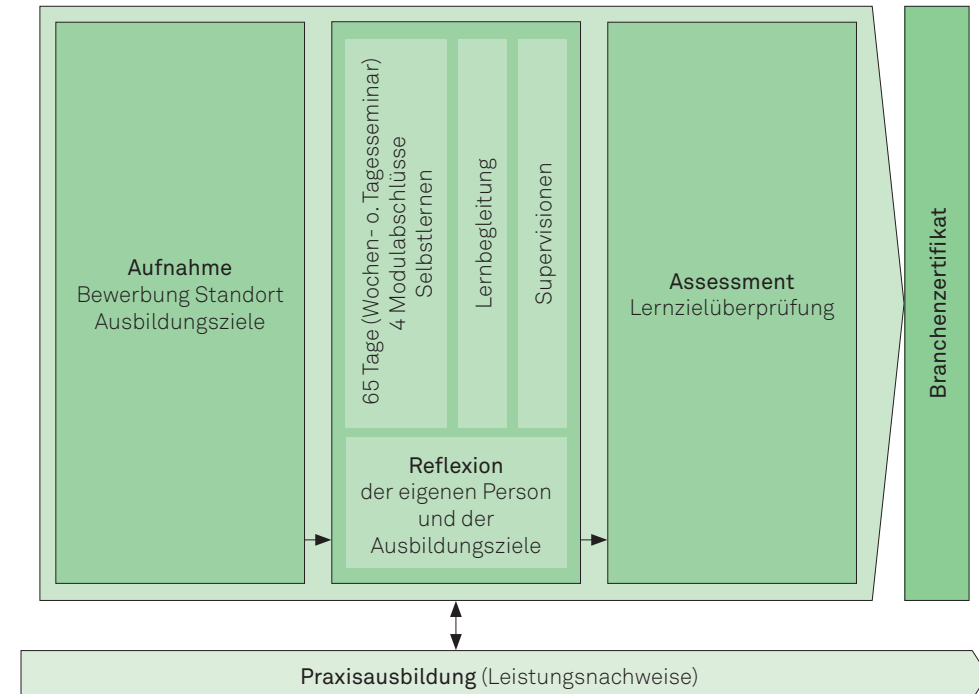 Aufnahme
Bewerbung Standort
Ausbildungsziele
65 Tage (Wochen- o. Tagesseminar)
4 Modulabschlüsse
Selbstlernen
Lernbegleitung
Supervisionen
Reflexion
der eigenen Person
und der
Ausbildungsziele
Assessment
Lernzielüberprüfung
Branchenzertifikat
Praxisausbildung (Leistungsnachweise)